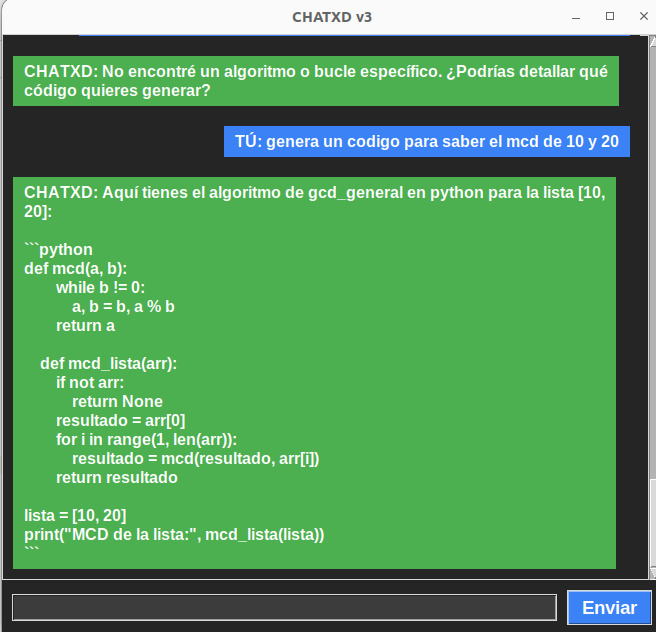 CHATXD v3
CHATXD: No encontré un algoritmo o bucle específico. ¿Podrías detallar qué
código quieres generar?
TÚ: genera un codigo para saber el mcd de 10 y 20
CHATXD: Aquí tienes el algoritmo de gcd_general en python para la lista [10,
20]:
```python
def mcd(a, b):
        while b != 0:
            a, b = b, a % b
        return a
    def mcd_lista(arr):
        if not arr:
            return None
        resultado = arr[0]
        for i in range(1, len(arr)):
            resultado = mcd(resultado, arr[i])
        return resultado
lista = [10, 20]
print("MCD de la lista:", mcd_lista(lista))
```
Enviar